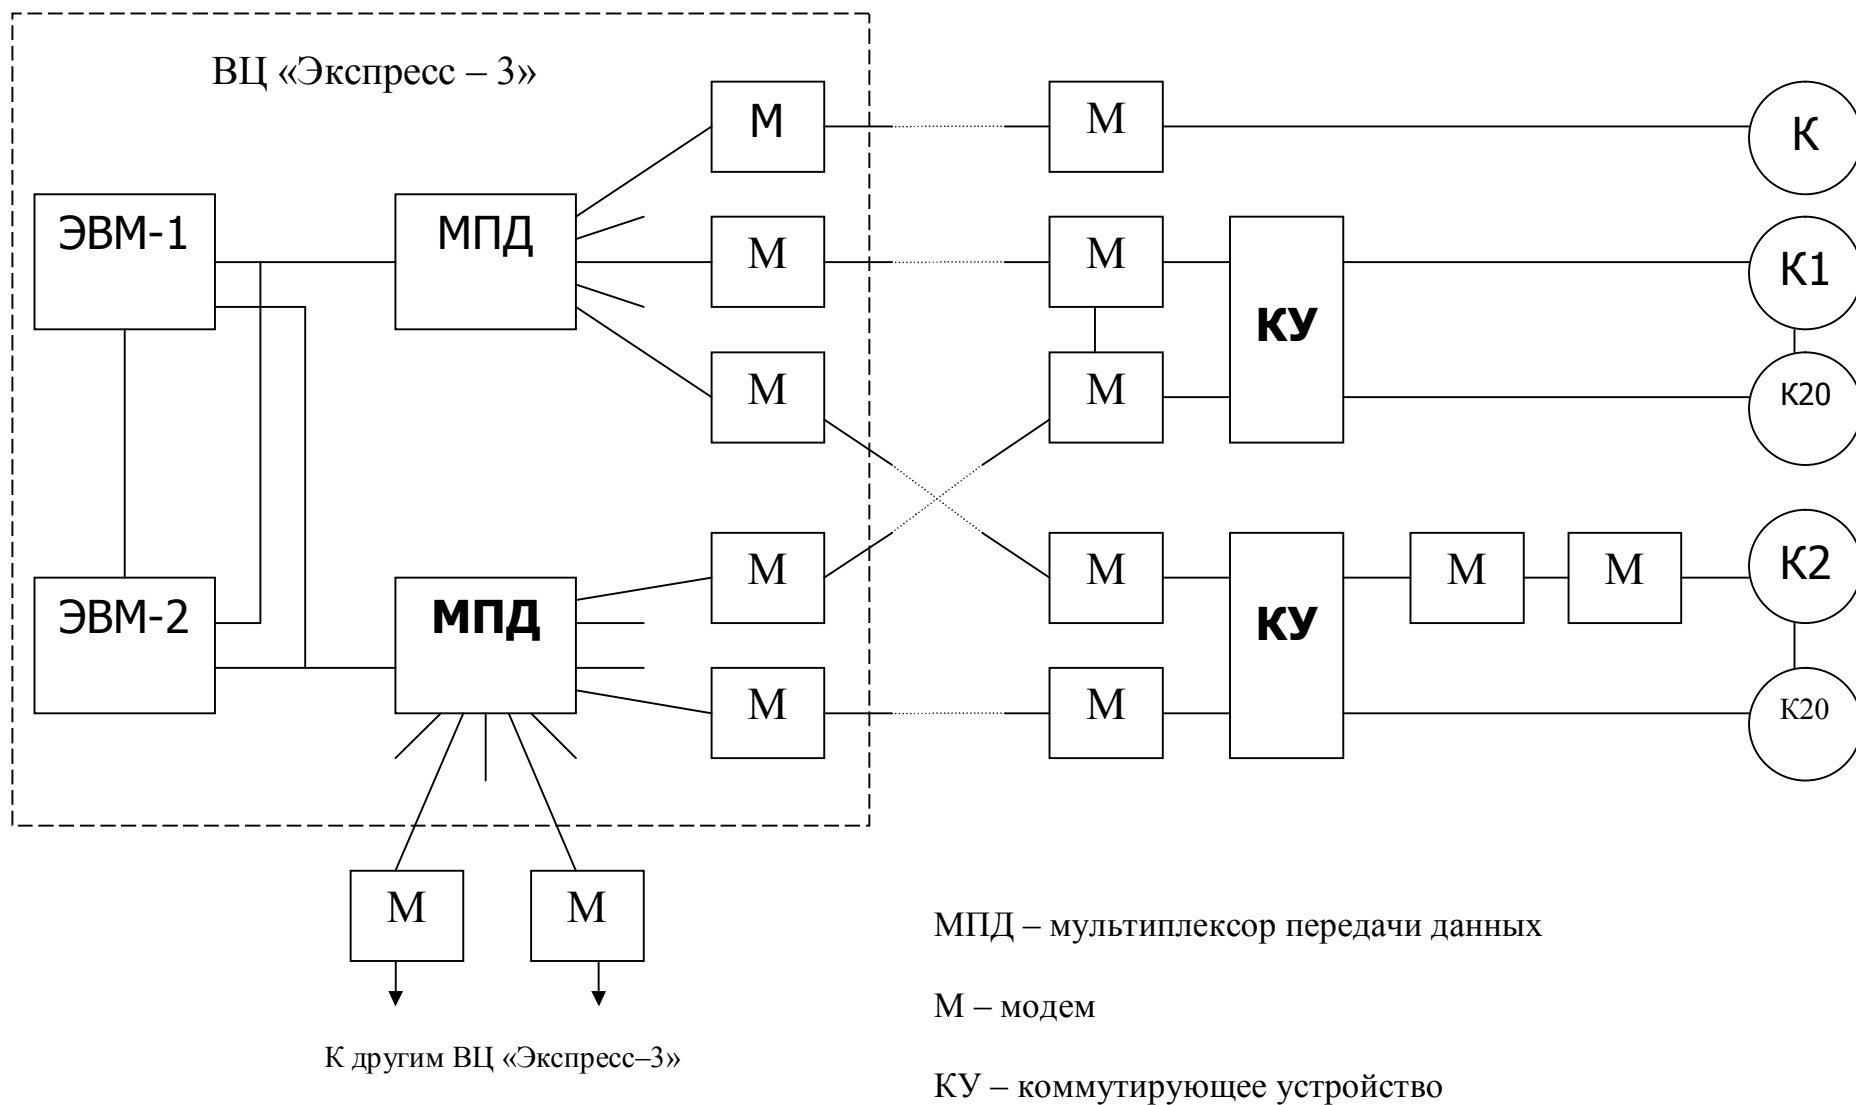 ВЦ «Экспресс – 3»
М М К
ЭВМ-1 МПД М М КУ К1
М М К20
ЭВМ-2 МПД М М КУ М М К2
М М К20
М М
МПД – мультиплексор передачи данных
М – модем
К другим ВЦ «Экспресс–3»
КУ – коммутирующее устройство